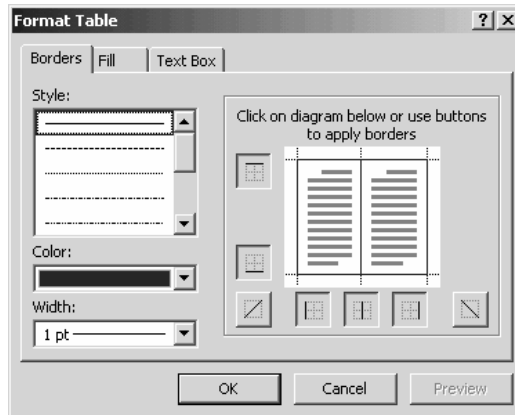 Format Table
Borders Fill Text Box
Style:
Click on diagram below or use buttons
to apply borders
Color:
Width:
1 pt
OK Cancel Preview